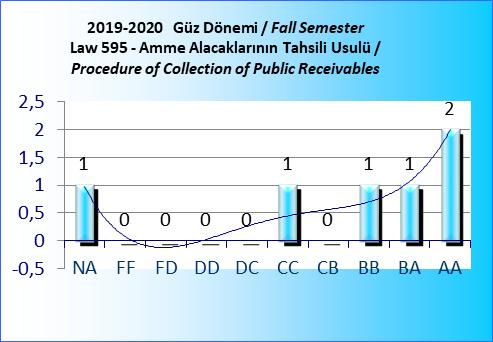 2019-2020 Güz Dönemi / Fall Semester
Law 595 - Amme Alacaklarının Tahsili Usulü /
Procedure of Collection of Public Receivables
2,5
2
1,5
1
0,5
0
-0,5
1 0 0 0 0 1 0 1 1 2
NA FF FD DD DC CC CB BB BA AA